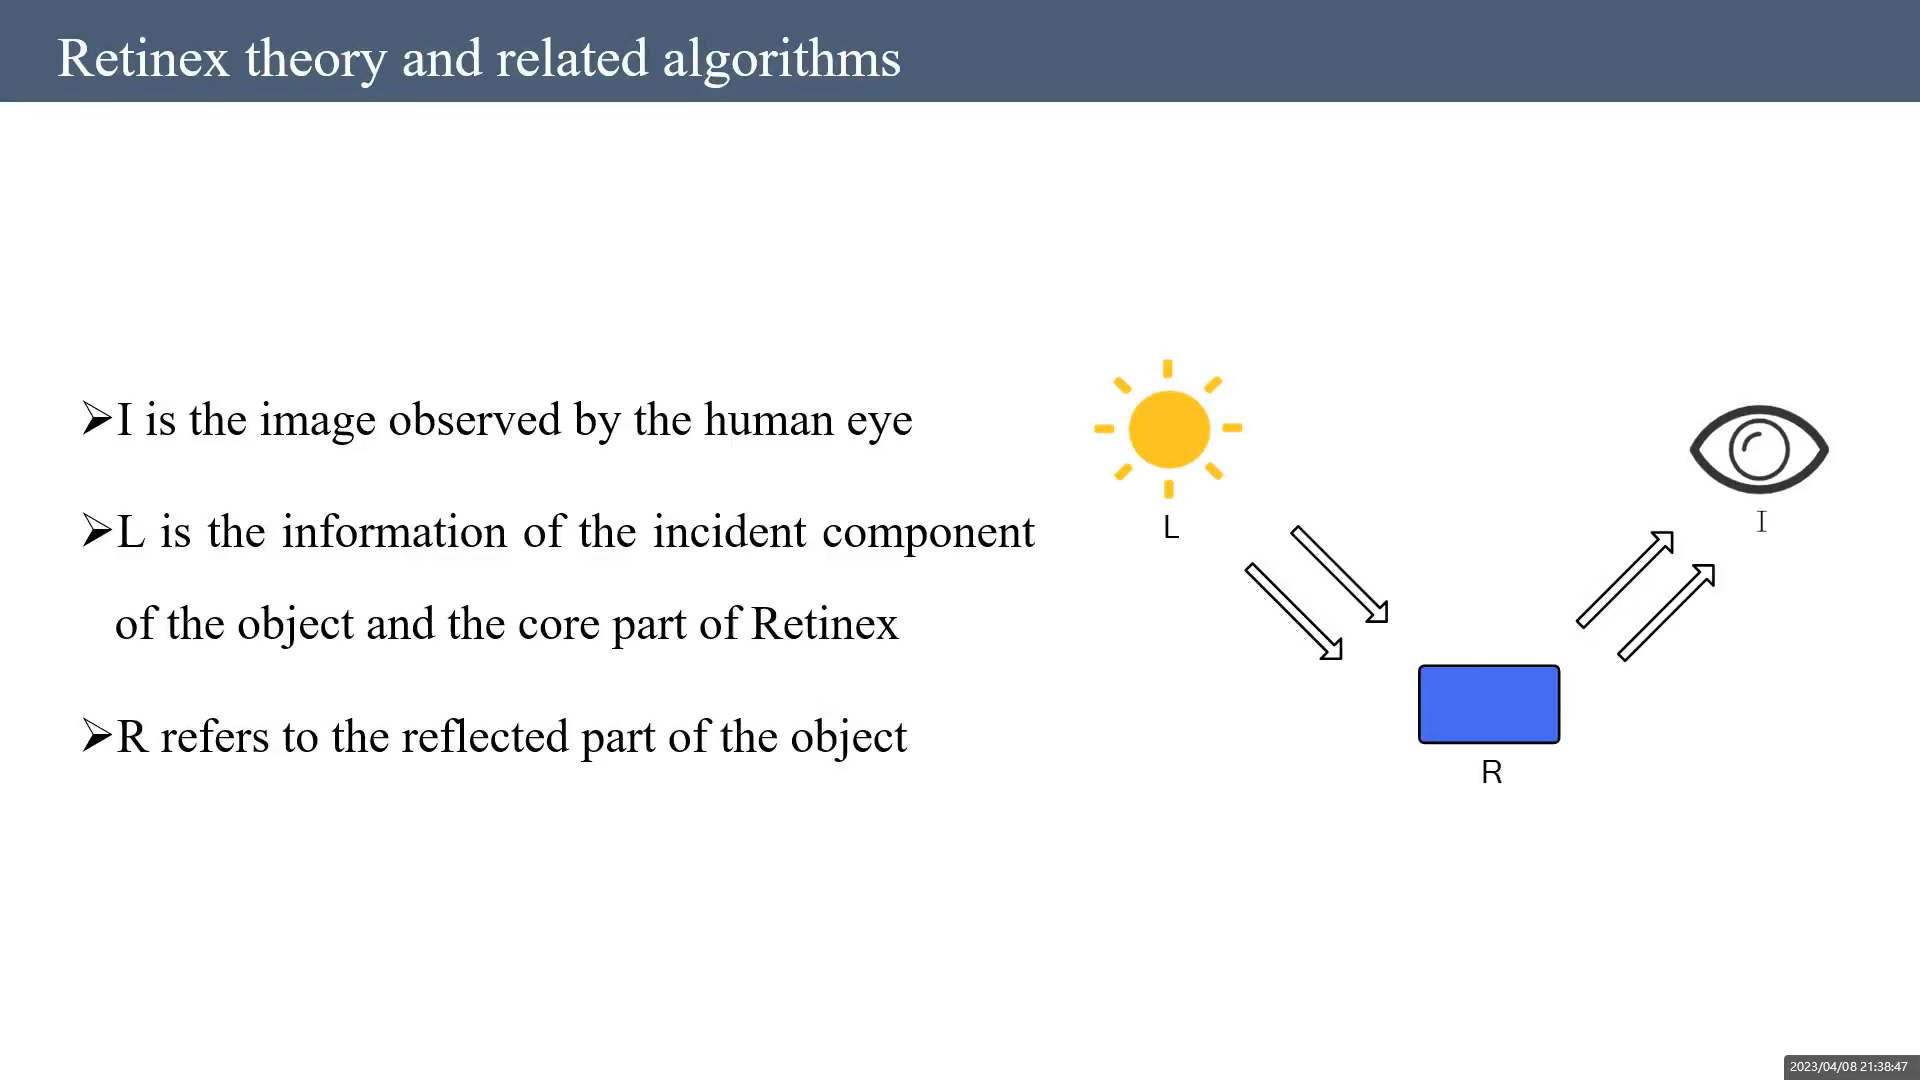 Retinex theory and related algorithms
➢I is the image observed by the human eye
➢L is the information of the incident component
of the object and the core part of Retinex
➢R refers to the reflected part of the object
L
I
R
2023/04/08 21:38:47